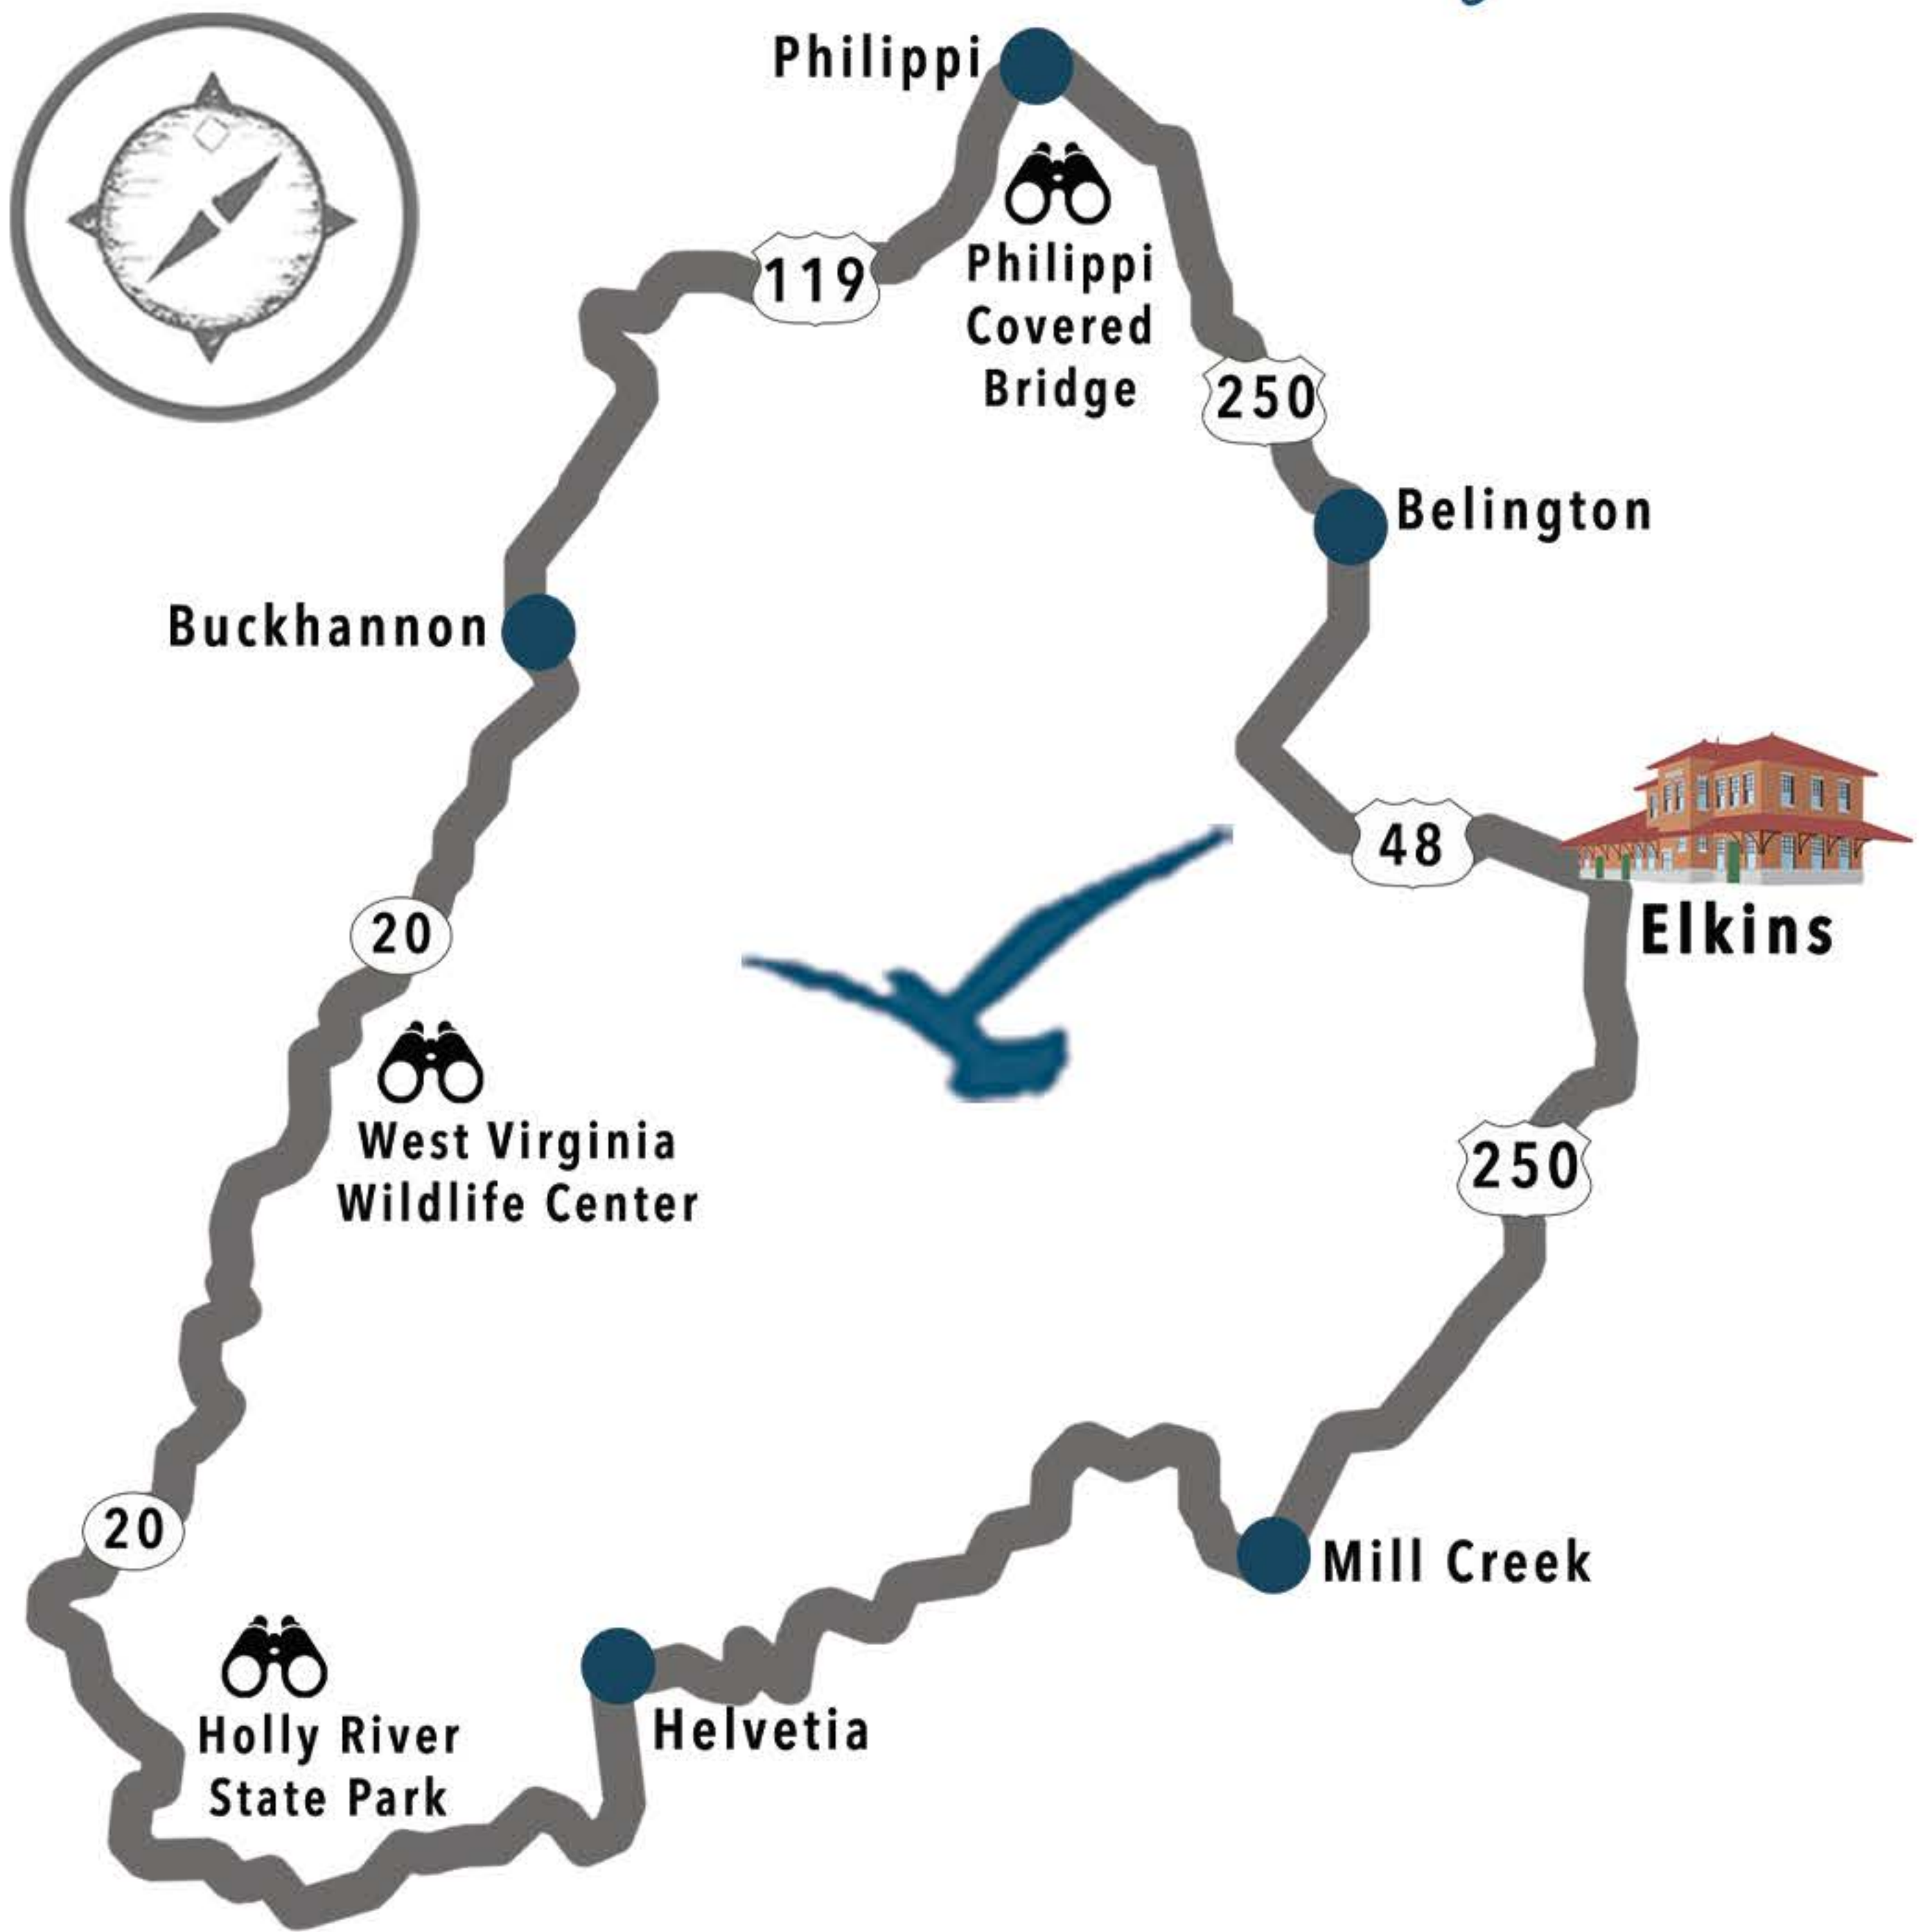 Philippi
119
Philippi
Covered
Bridge
250
Belington
Buckhannon
48
Elkins
20
West Virginia
Wildlife Center
250
20
Mill Creek
Helvetia
Holly River
State Park